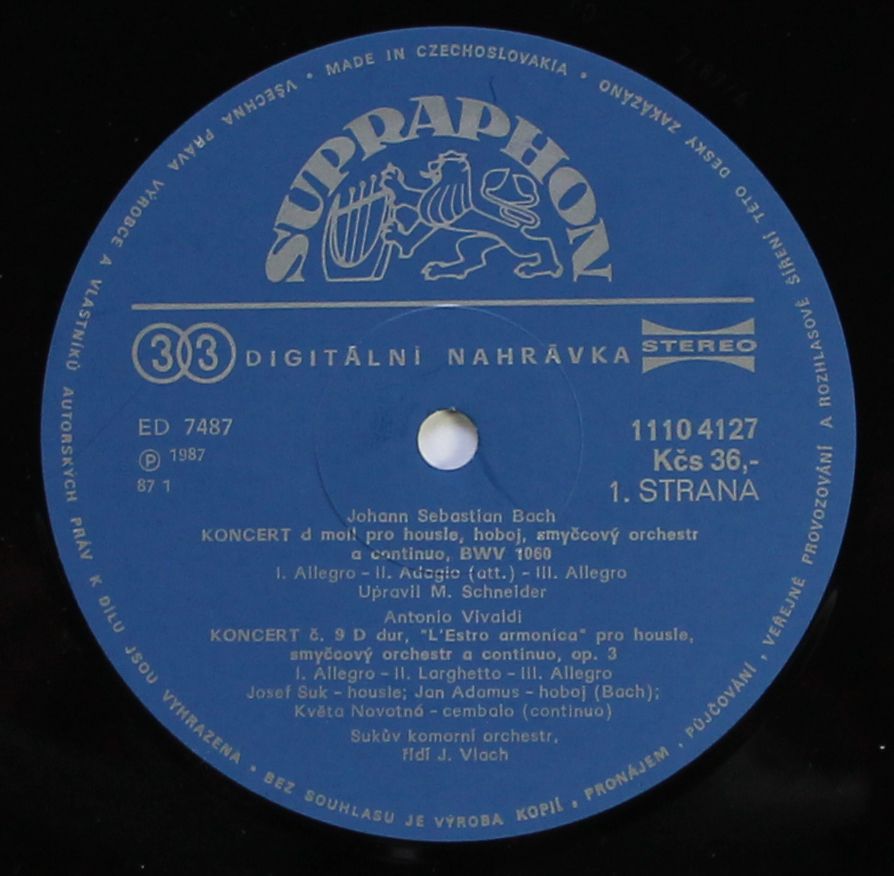 SUPRAPHON
33 DIGITÁLNÍ NAHRÁVKA STEREO
ED 7487
Ⓟ 1987
87 1
1110 4127
Kčs 36,-
1. STRANA
Johann Sebastian Bach
KONCERT d moll pro housle, hoboj, smyčcový orchestr
a continuo, BWV 1060
I. Allegro - II. Adagio (att.) - III. Allegro
Upravil M. Schneider
Antonio Vivaldi
KONCERT č. 9 D dur, "L'Estro armonica" pro housle,
smyčcový orchestr a continuo, op. 3
I. Allegro - II. Larghetto - III. Allegro
Josef Suk - housle; Jan Adamus - hoboj (Bach);
Květa Novotná - cembalo (continuo)
Sukův komorní orchestr,
řídí J. Vlach
MADE IN CZECHOSLOVAKIA • VŠECHNA PRÁVA VÝROBCE A VLASTNÍKŮ AUTORSKÝCH PRÁV K DÍLU JSOU VYHRAZENA • BEZ SOUHLASU JE VÝROBA KOPIÍ, PRONÁJEM, PŮJČOVÁNÍ, VEŘEJNÉ PROVOZOVÁNÍ A ROZHLASOVÉ ŠÍŘENÍ TÉTO DESKY ZAKÁZÁNO •